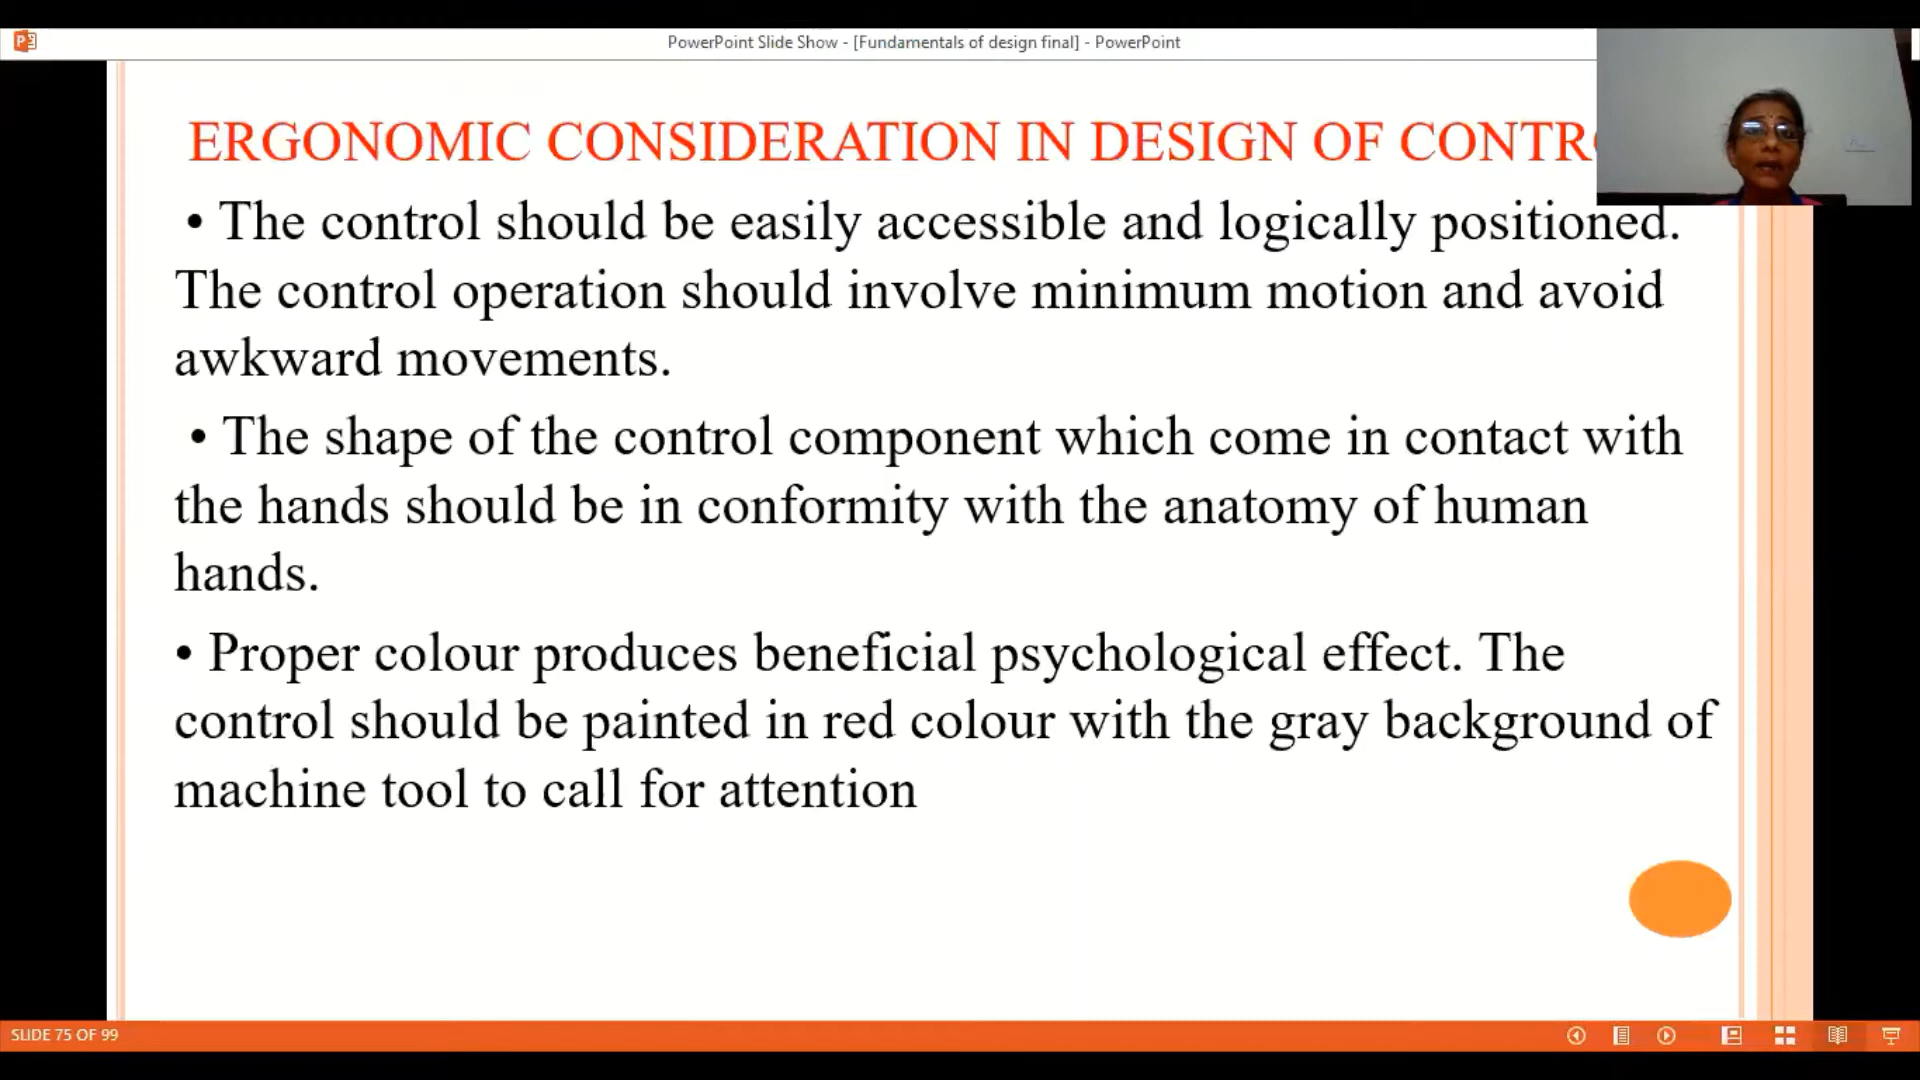 PowerPoint Slide Show - [Fundamentals of design final] - PowerPoint
ERGONOMIC CONSIDERATION IN DESIGN OF
• The control should be easily accessible and logically positioned.
The control operation should involve minimum motion and avoid
awkward movements.
• The shape of the control component which come in contact with
the hands should be in conformity with the anatomy of human
hands.
• Proper colour produces beneficial psychological effect. The
control should be painted in red colour with the gray background of
machine tool to call for attention
SLIDE 75 OF 99